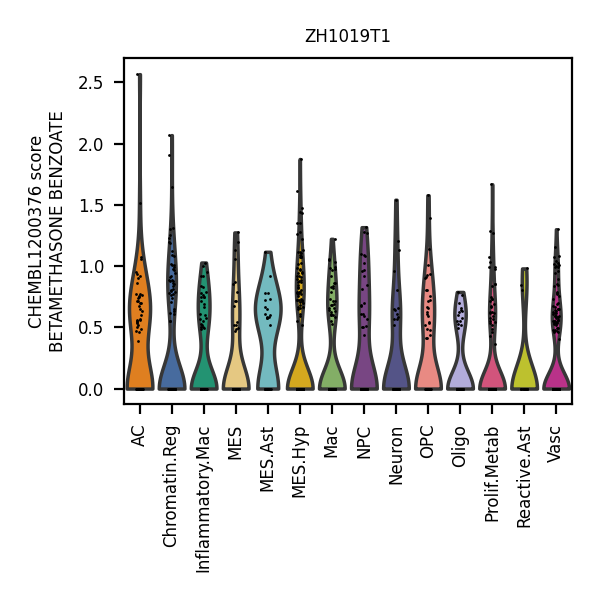 ZH1019T1
CHEMBL1200376 score
BETAMETHASONE BENZOATE
2.5
2.0
1.5
1.0
0.5
0.0
AC
Chromatin.Reg
Inflammatory.Mac
MES
MES.Ast
MES.Hyp
Mac
NPC
Neuron
OPC
Oligo
Prolif.Metab
Reactive.Ast
Vasc